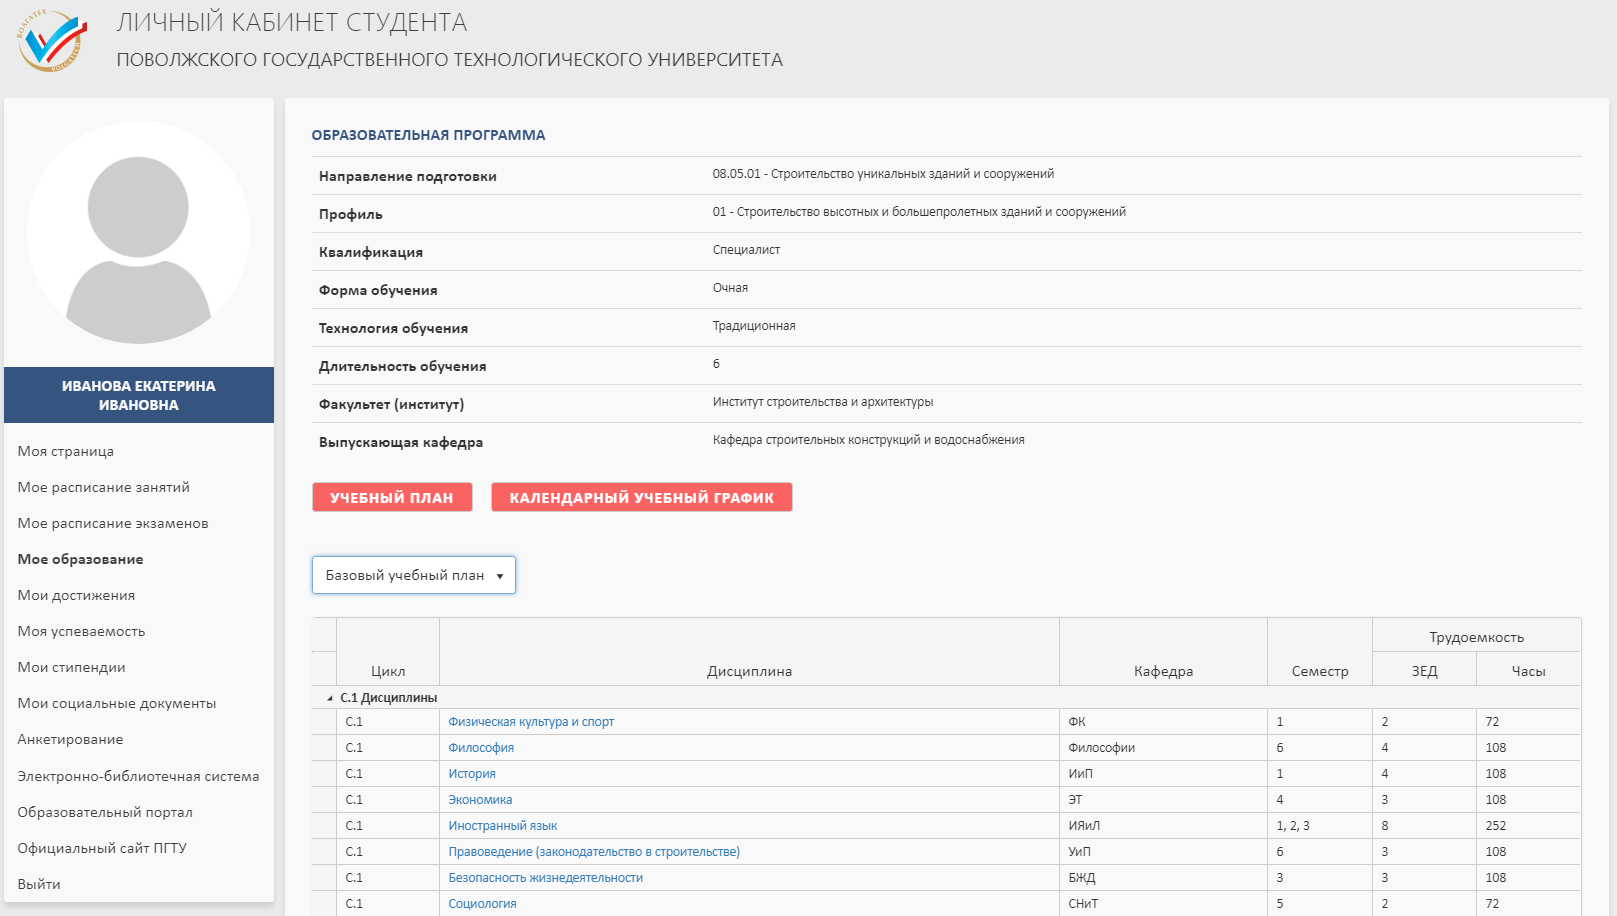 ВОЛГАТЕХ
VOLGATECH
ЛИЧНЫЙ КАБИНЕТ СТУДЕНТА
ПОВОЛЖСКОГО ГОСУДАРСТВЕННОГО ТЕХНОЛОГИЧЕСКОГО УНИВЕРСИТЕТА
ИВАНОВА ЕКАТЕРИНА
ИВАНОВНА
Моя страница
Мое расписание занятий
Мое расписание экзаменов
Мое образование
Мои достижения
Моя успеваемость
Мои стипендии
Мои социальные документы
Анкетирование
Электронно-библиотечная система
Образовательный портал
Официальный сайт ПГТУ
Выйти
ОБРАЗОВАТЕЛЬНАЯ ПРОГРАММА
Направление подготовки 08.05.01 - Строительство уникальных зданий и сооружений
Профиль 01 - Строительство высотных и большепролетных зданий и сооружений
Квалификация Специалист
Форма обучения Очная
Технология обучения Традиционная
Длительность обучения 6
Факультет (институт) Институт строительства и архитектуры
Выпускающая кафедра Кафедра строительных конструкций и водоснабжения
УЧЕБНЫЙ ПЛАН КАЛЕНДАРНЫЙ УЧЕБНЫЙ ГРАФИК
Базовый учебный план
Трудоемкость
Цикл Дисциплина Кафедра Семестр ЗЕД Часы
С.1 Дисциплины
С.1 Физическая культура и спорт ФК 1 2 72
С.1 Философия Философии 6 4 108
С.1 История ИиП 1 4 108
С.1 Экономика ЭТ 4 3 108
С.1 Иностранный язык ИЯиЛ 1, 2, 3 8 252
С.1 Правоведение (законодательство в строительстве) УиП 6 3 108
С.1 Безопасность жизнедеятельности БЖД 3 3 108
С.1 Социология СНиТ 5 2 72